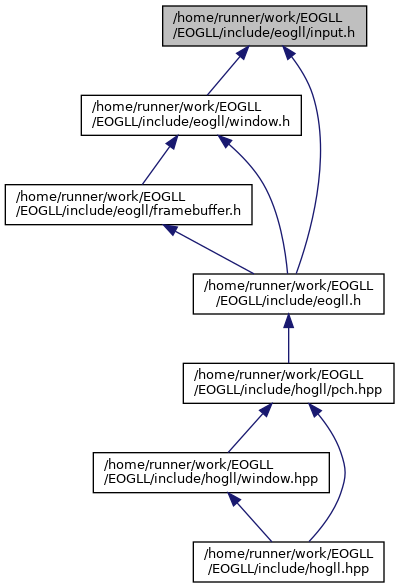 /home/runner/work/EOGLL
/EOGLL/include/eogll/input.h
/home/runner/work/EOGLL
/EOGLL/include/eogll/window.h
/home/runner/work/EOGLL
/EOGLL/include/eogll/framebuffer.h
/home/runner/work/EOGLL
/EOGLL/include/eogll.h
/home/runner/work/EOGLL
/EOGLL/include/hogll/pch.hpp
/home/runner/work/EOGLL
/EOGLL/include/hogll/window.hpp
/home/runner/work/EOGLL
/EOGLL/include/hogll.hpp